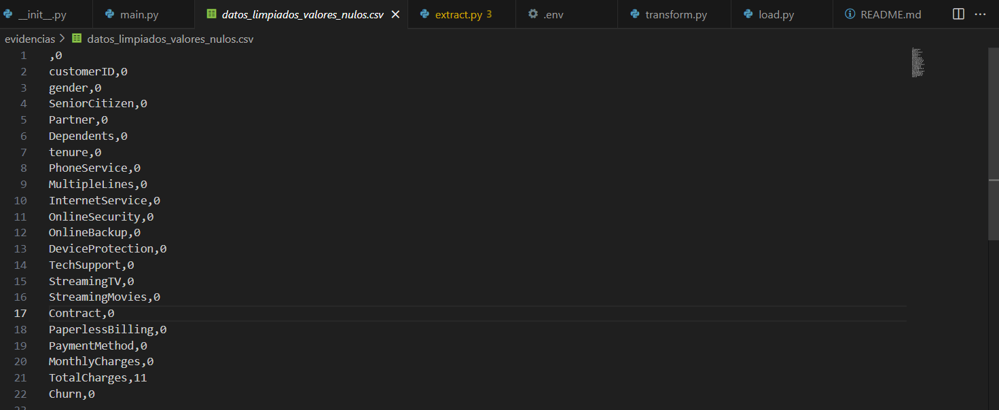 __init__.py main.py datos_limpiados_valores_nulos.csv extract.py 3 .env transform.py load.py README.md
evidencias > datos_limpiados_valores_nulos.csv
1 ,0
2 customerID,0
3 gender,0
4 SeniorCitizen,0
5 Partner,0
6 Dependents,0
7 tenure,0
8 PhoneService,0
9 MultipleLines,0
10 InternetService,0
11 OnlineSecurity,0
12 OnlineBackup,0
13 DeviceProtection,0
14 TechSupport,0
15 StreamingTV,0
16 StreamingMovies,0
17 Contract,0
18 PaperlessBilling,0
19 PaymentMethod,0
20 MonthlyCharges,0
21 TotalCharges,11
22 Churn,0
23